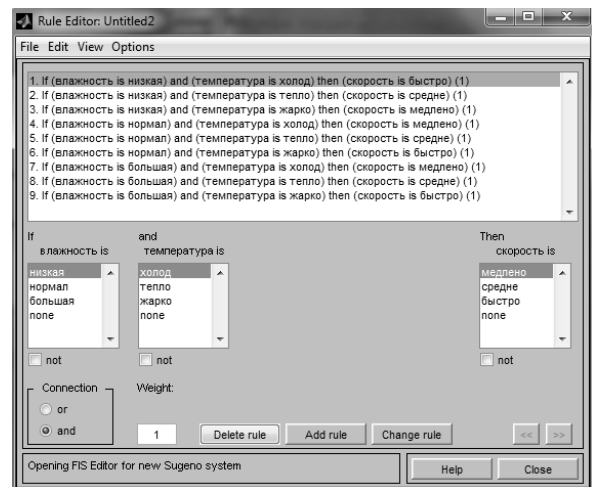 Rule Editor: Untitled2
File Edit View Options
1. If (влажность is низкая) and (температура is холод) then (скорость is быстро) (1)
2. If (влажность is низкая) and (температура is тепло) then (скорость is средне) (1)
3. If (влажность is низкая) and (температура is жарко) then (скорость is медлено) (1)
4. If (влажность is нормал) and (температура is холод) then (скорость is медлено) (1)
5. If (влажность is нормал) and (температура is тепло) then (скорость is средне) (1)
6. If (влажность is нормал) and (температура is жарко) then (скорость is быстро) (1)
7. If (влажность is большая) and (температура is холод) then (скорость is медлено) (1)
8. If (влажность is большая) and (температура is тепло) then (скорость is средне) (1)
9. If (влажность is большая) and (температура is жарко) then (скорость is быстро) (1)
If and Then
влажность is температура is скорость is
низкая холод медлено
нормал тепло средне
большая жарко быстро
none none none
not not not
Connection Weight:
or
and 1 Delete rule Add rule Change rule << >>
Opening FIS Editor for new Sugeno system Help Close